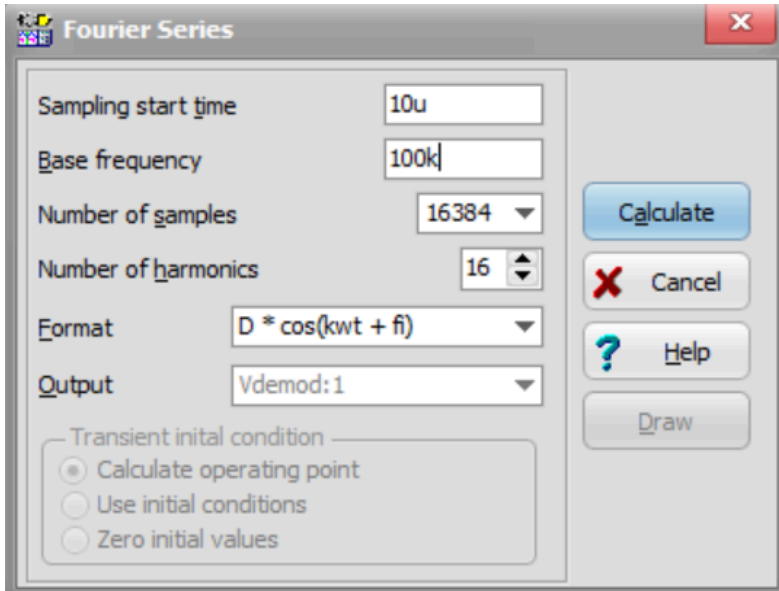 Fourier Series
Sampling start time 10u
Base frequency 100k
Number of samples 16384
Calculate
Number of harmonics 16
Cancel
Format D * cos(kwt + fi)
Help
Output Vdemod:1
Draw
Transient inital condition
Calculate operating point
Use initial conditions
Zero initial values